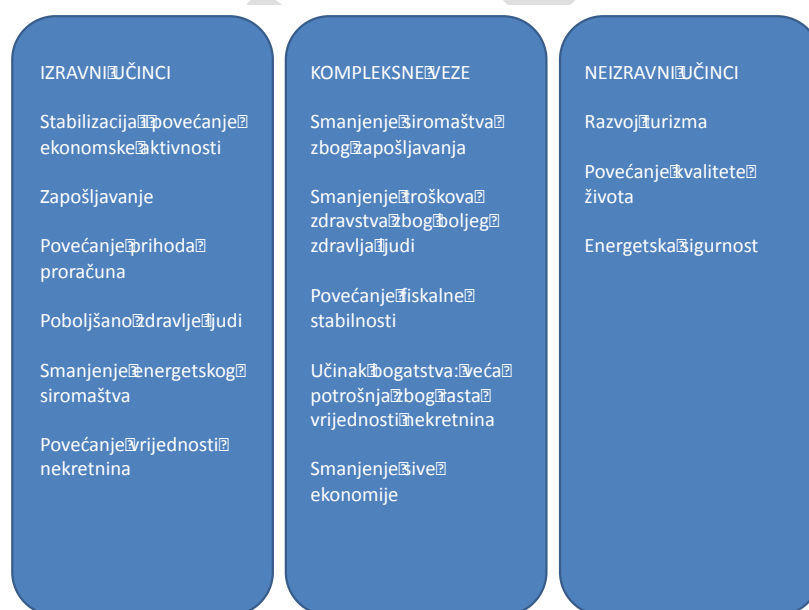 IZRAVNI UČINCI
Stabilizacija i povećanje
ekonomske aktivnosti
Zapošljavanje
Povećanje prihoda
proračuna
Poboljšano zdravlje ljudi
Smanjenje energetskog
siromaštva
Povećanje vrijednosti
nekretnina
KOMPLEKSNE VEZE
Smanjenje siromaštva
zbog zapošljavanja
Smanjenje troškova
zdravstva zbog boljeg
zdravlja ljudi
Povećanje fiskalne
stabilnosti
Učinak bogatstva: veća
potrošnja zbog rasta
vrijednosti nekretnina
Smanjenje sive
ekonomije
NEIZRAVNI UČINCI
Razvoj turizma
Povećanje kvalitete
života
Energetska sigurnost